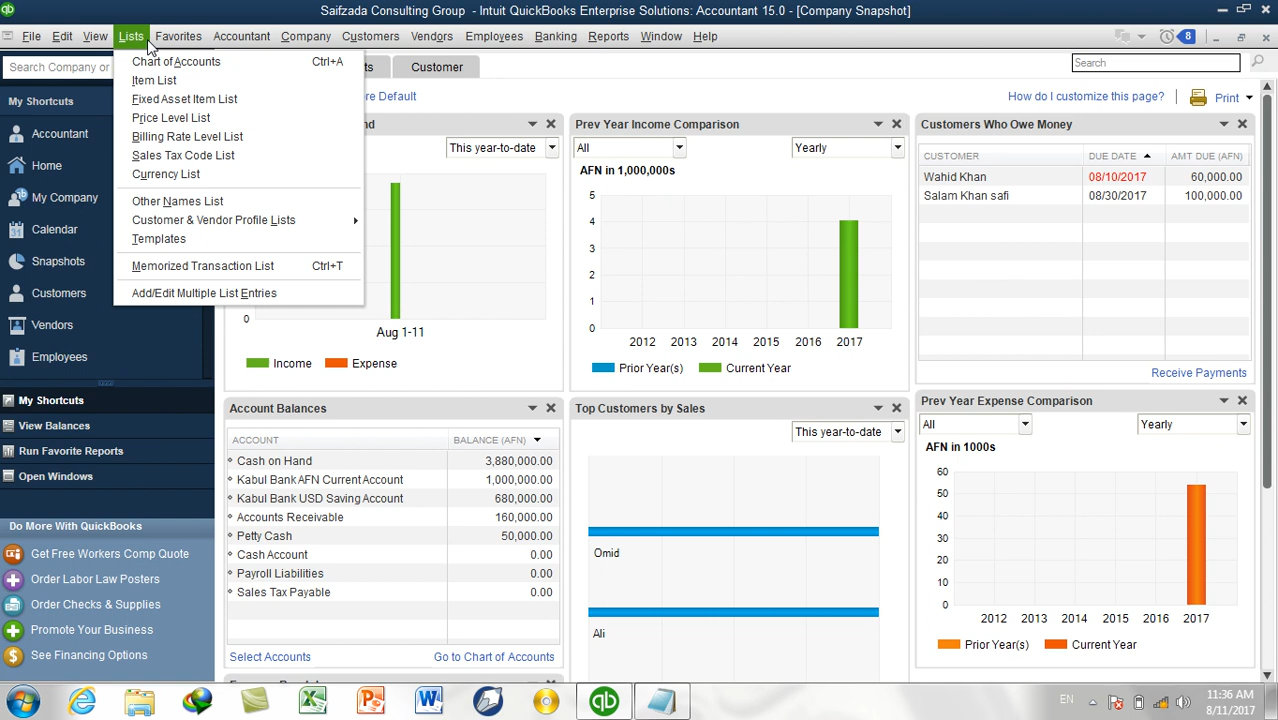 Saifzada Consulting Group - Intuit QuickBooks Enterprise Solutions: Accountant 15.0 - [Company Snapshot]
File Edit View Lists Favorites Accountant Company Customers Vendors Employees Banking Reports Window Help
8
Search Company or
ts
Customer
Search
ere Default
How do I customize this page?
Print
My Shortcuts
Accountant
Home
My Company
31
Calendar
Snapshots
Customers
Vendors
Employees
My Shortcuts
View Balances
Run Favorite Reports
Open Windows
Do More With QuickBooks
Get Free Workers Comp Quote
Order Labor Law Posters
Order Checks & Supplies
Promote Your Business
See Financing Options
Chart of Accounts Ctrl+A
Item List
Fixed Asset Item List
Price Level List
Billing Rate Level List
Sales Tax Code List
Currency List
Other Names List
Customer & Vendor Profile Lists
Templates
Memorized Transaction List Ctrl+T
Add/Edit Multiple List Entries
nd
This year-to-date
0
Aug 1-11
Income Expense
Prev Year Income Comparison
All Yearly
AFN in 1,000,000s
5
4
3
2
1
0
2012 2013 2014 2015 2016 2017
Prior Year(s) Current Year
Customers Who Owe Money
CUSTOMER DUE DATE AMT DUE (AFN)
Wahid Khan 08/10/2017 60,000.00
Salam Khan safi 08/30/2017 100,000.00
Receive Payments
Account Balances
ACCOUNT BALANCE (AFN)
Cash on Hand 3,880,000.00
Kabul Bank AFN Current Account 1,000,000.00
Kabul Bank USD Saving Account 680,000.00
Accounts Receivable 160,000.00
Petty Cash 50,000.00
Cash Account 0.00
Payroll Liabilities 0.00
Sales Tax Payable 0.00
Select Accounts Go to Chart of Accounts
Top Customers by Sales
This year-to-date
Omid
Ali
Prev Year Expense Comparison
All Yearly
AFN in 1000s
60
50
40
30
20
10
0
2012 2013 2014 2015 2016 2017
Prior Year(s) Current Year
EN
11:36 AM
8/11/2017